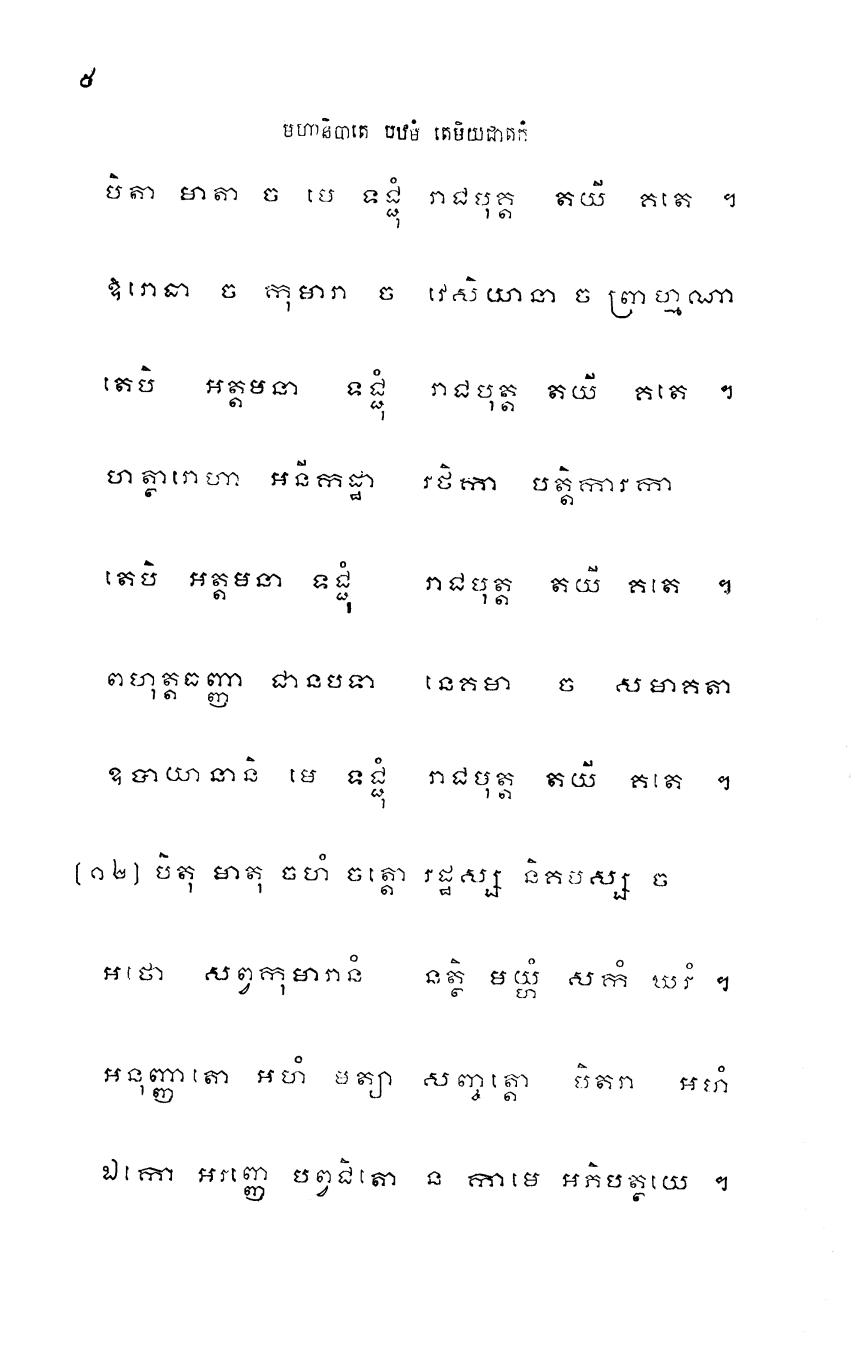 ៥
មហានិបាតេ បឋមំ តេមិយជាតកំ
បិតា មាតា ច មេ ទជ្ជុំ រាជបុត្ត តយី គតេ ។
ឱរោធា ច កុមារា ច វេសិយានា ច ព្រាហ្មណា
តេបិ អត្តមនា ទជ្ជុំ រាជបុត្ត តយី គតេ ។
ហត្ថារោហា អនីកដ្ឋា រថិកា បត្តិការកា
តេបិ អត្តមនា ទជ្ជុំ រាជបុត្ត តយី គតេ ។
ពហុត្តធញ្ញា ជានបទា នេគមា ច សមាគតា
ឧបាយានានិ មេ ទជ្ជុំ រាជបុត្ត តយី គតេ ។
(១២) បិតុ មាតុ ចហំ ចត្តោ រដ្ឋស្ស និគមស្ស ច
អថោ សព្វកុមារានំ នត្ថិ មយ្ហំ សកំ ឃរំ ។
អនុញ្ញាតោ អហំ មត្យា សញ្ចត្តោ បិតរា អហំ
ឯកោ អរញ្ញេ បព្វជិតោ ន កាមេ អភិបត្ថយេ ។